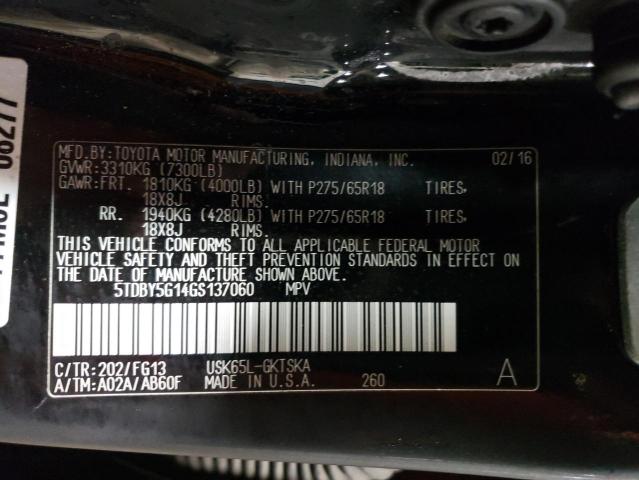 MFD.BY:TOYOTA MOTOR MANUFACTURING, INDIANA, INC. 02/16
GVWR:3310KG (7300LB)
GAWR:FRT. 1810KG (4000LB) WITH P275/65R18 TIRES,
18X8J RIMS.
RR. 1940KG (4280LB) WITH P275/65R18 TIRES,
18X8J RIMS.
THIS VEHICLE CONFORMS TO ALL APPLICABLE FEDERAL MOTOR
VEHICLE SAFETY AND THEFT PREVENTION STANDARDS IN EFFECT ON
THE DATE OF MANUFACTURE SHOWN ABOVE.
5TDBY5G14GS137060 MPV
C/TR:202/FG13 USK65L-GKTSKA A
A/TM:A02A/AB60F MADE IN U.S.A. 260